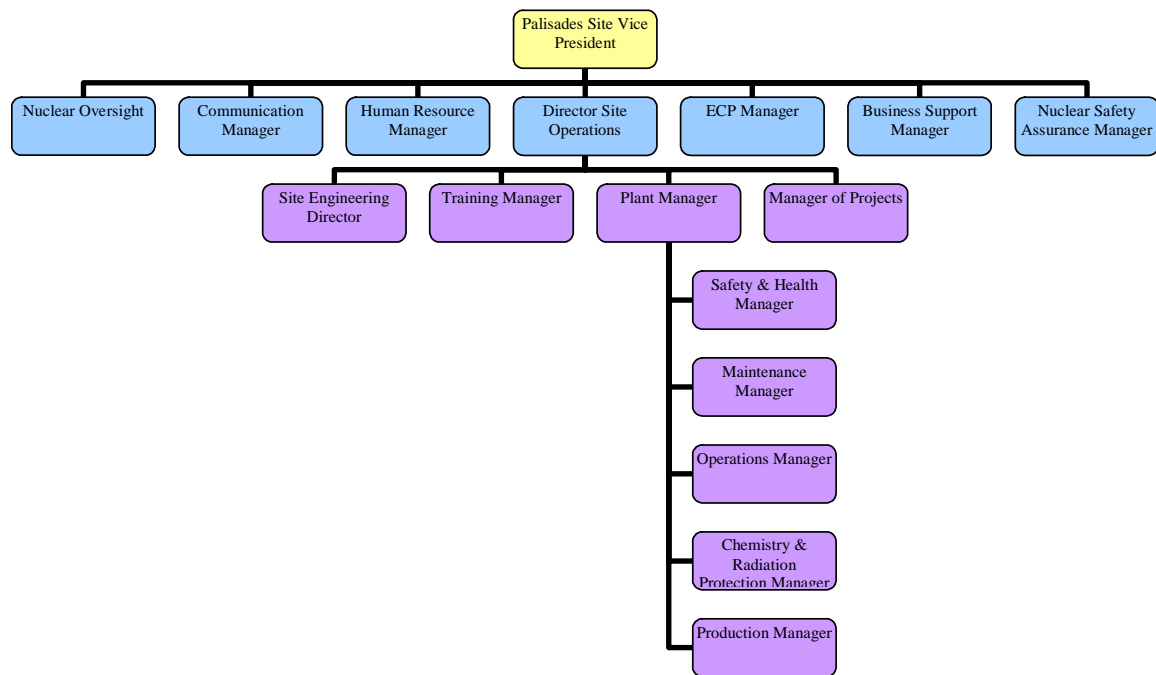 Palisades Site Vice
President
Nuclear Oversight
Communication
Manager
Human Resource
Manager
Director Site
Operations
ECP Manager
Business Support
Manager
Nuclear Safety
Assurance Manager
Site Engineering
Director
Training Manager
Plant Manager
Manager of Projects
Safety & Health
Manager
Maintenance
Manager
Operations Manager
Chemistry &
Radiation
Protection Manager
Production Manager